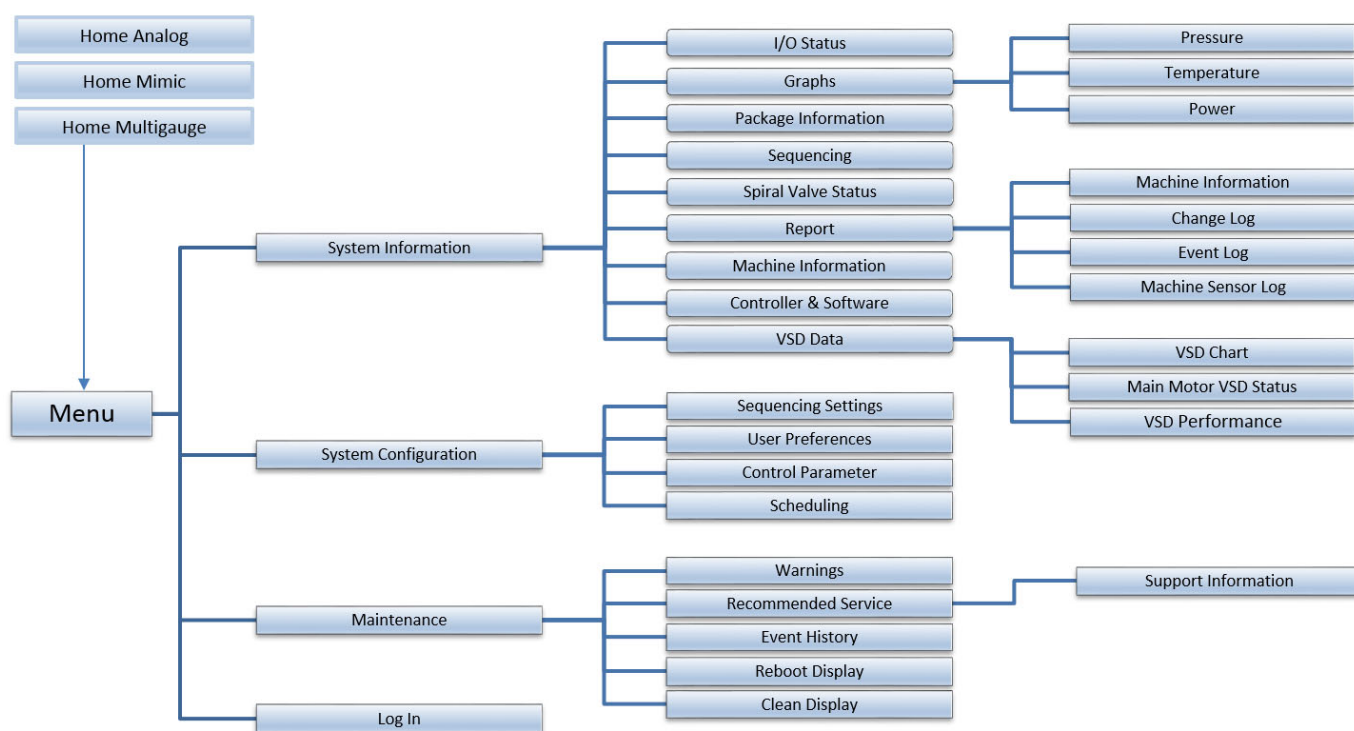 Home Analog
Home Mimic
Home Multigauge
Menu
System Information
I/O Status
Graphs
Pressure
Temperature
Power
Package Information
Sequencing
Spiral Valve Status
Report
Machine Information
Change Log
Event Log
Machine Sensor Log
Machine Information
Controller & Software
VSD Data
VSD Chart
Main Motor VSD Status
VSD Performance
System Configuration
Sequencing Settings
User Preferences
Control Parameter
Scheduling
Maintenance
Warnings
Recommended Service
Support Information
Event History
Reboot Display
Clean Display
Log In